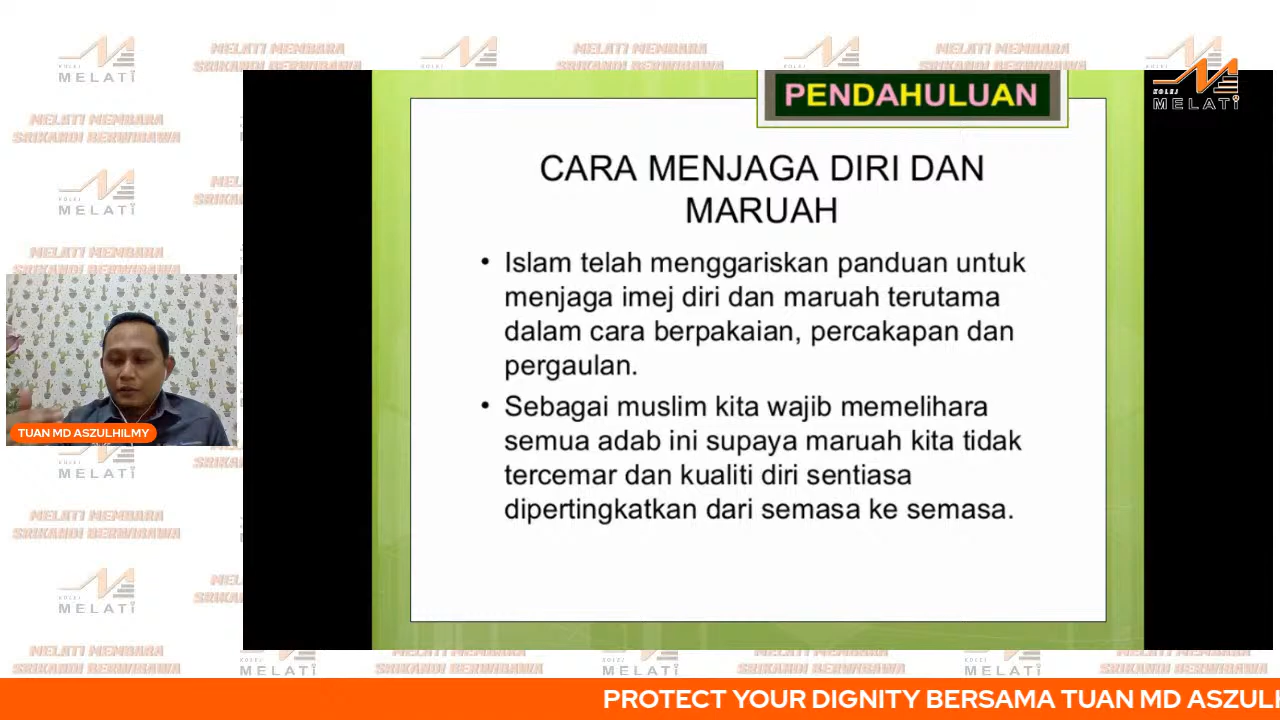 MELATI MEMBARA
SRIKANDI BERWIBAWA
KOLEJ
MELATI
PENDAHULUAN
CARA MENJAGA DIRI DAN
MARUAH
• Islam telah menggariskan panduan untuk
menjaga imej diri dan maruah terutama
dalam cara berpakaian, percakapan dan
pergaulan.
• Sebagai muslim kita wajib memelihara
semua adab ini supaya maruah kita tidak
tercemar dan kualiti diri sentiasa
dipertingkatkan dari semasa ke semasa.
TUAN MD ASZULHILMY
PROTECT YOUR DIGNITY BERSAMA TUAN MD